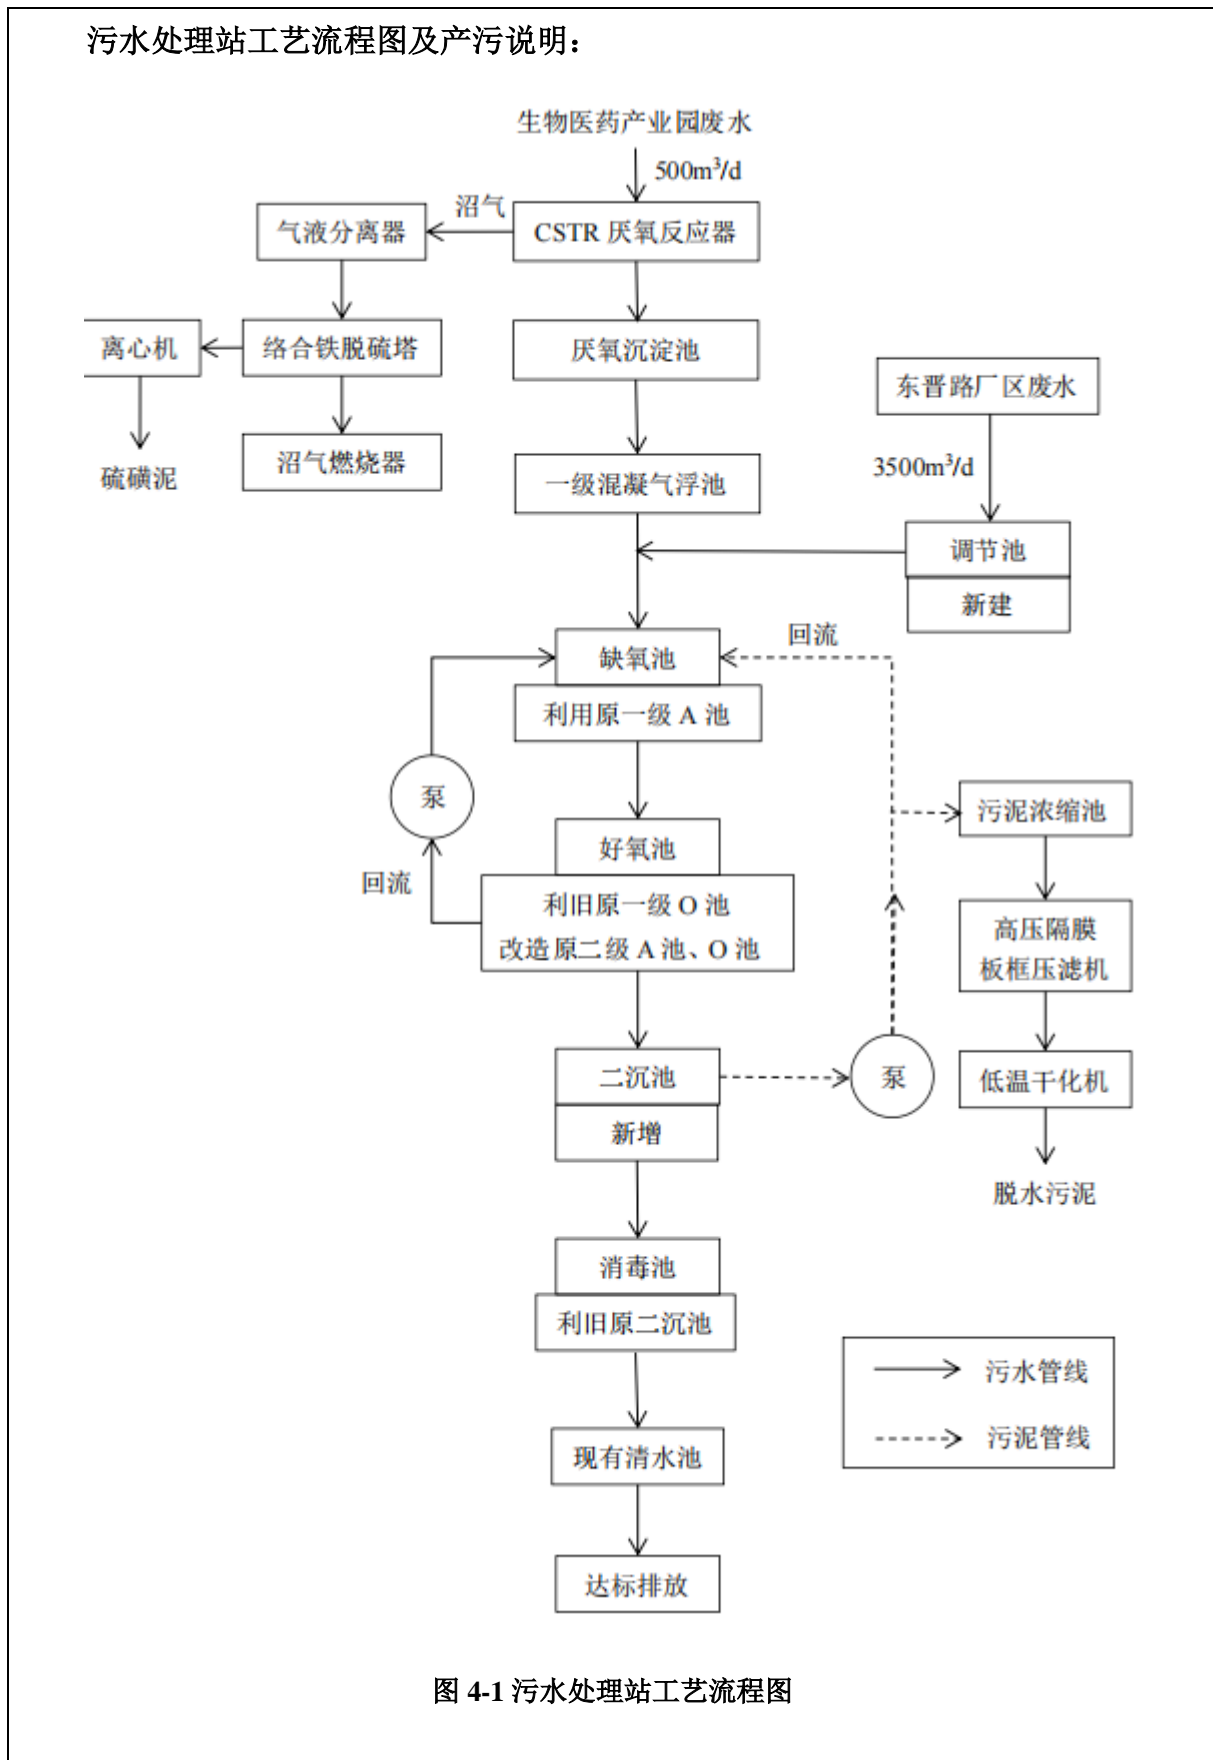 污水处理站工艺流程图及产污说明：
生物医药产业园废水
500m³/d
沼气
气液分离器
CSTR 厌氧反应器
离心机
络合铁脱硫塔
厌氧沉淀池
东晋路厂区废水
硫磺泥
沼气燃烧器
一级混凝气浮池
3500m³/d
调节池
新建
回流
缺氧池
利用原一级 A 池
泵
污泥浓缩池
好氧池
回流
利旧原一级 O 池
改造原二级 A 池、O 池
高压隔膜
板框压滤机
二沉池
泵
低温干化机
新增
脱水污泥
消毒池
利旧原二沉池
污水管线
污泥管线
现有清水池
达标排放
图 4-1 污水处理站工艺流程图